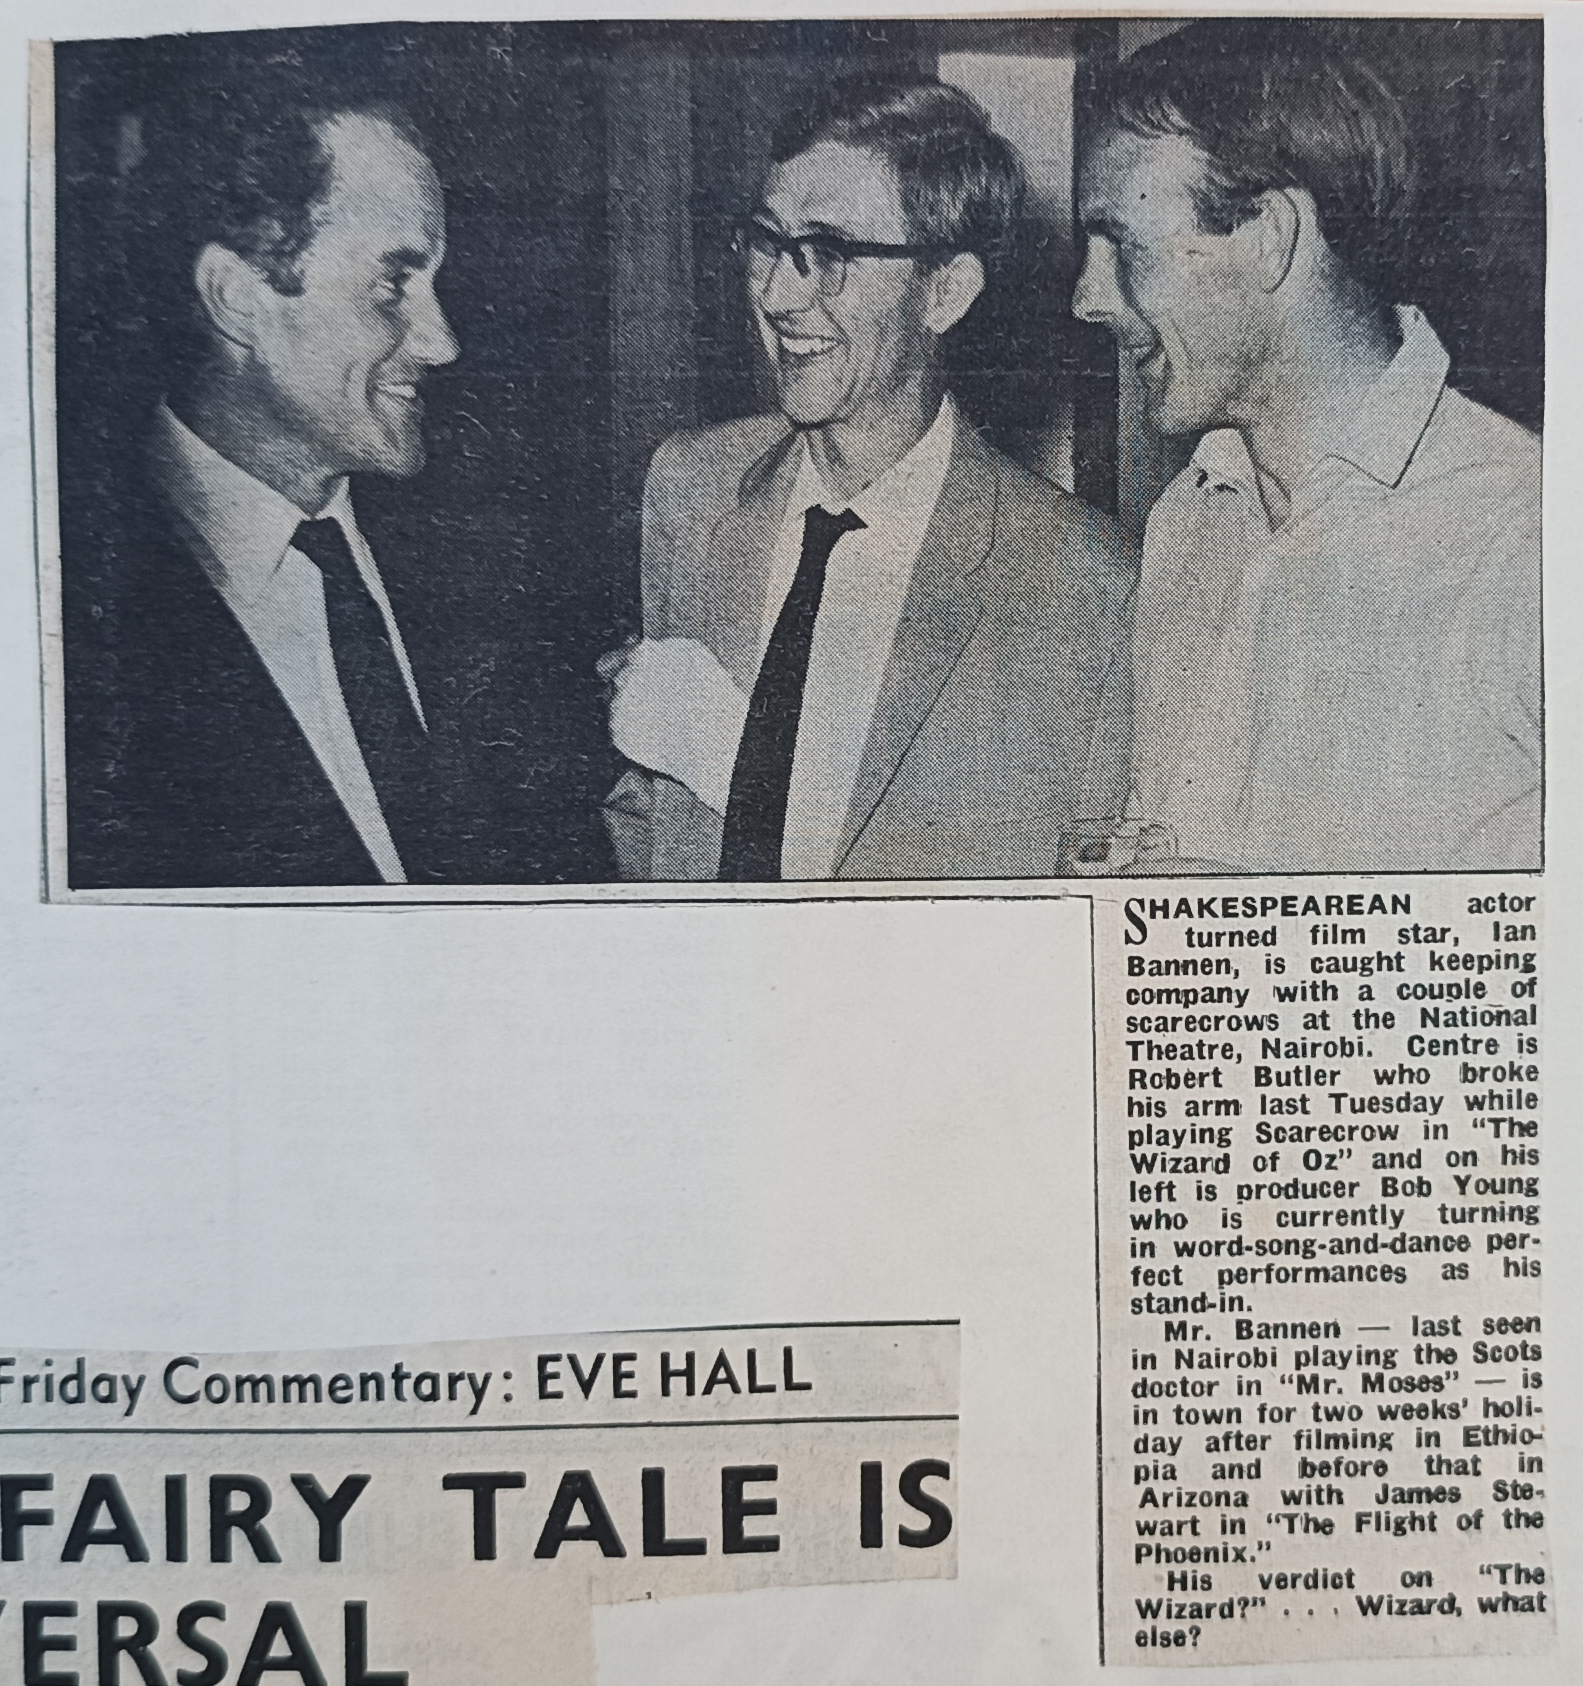 SHAKESPEAREAN actor
turned film star, Ian
Bannen, is caught keeping
company with a couple of
scarecrows at the National
Theatre, Nairobi. Centre is
Robert Butler who broke
his arm last Tuesday while
playing Scarecrow in “The
Wizard of Oz” and on his
left is producer Bob Young
who is currently turning
in word-song-and-dance per-
fect performances as his
stand-in.
Mr. Bannen — last seen
in Nairobi playing the Scots
doctor in “Mr. Moses” — is
in town for two weeks’ holi-
day after filming in Ethio-
pia and before that in
Arizona with James Ste-
wart in “The Flight of the
Phoenix.”
His verdict on “The
Wizard?” . . . Wizard, what
else?
Friday Commentary: EVE HALL
FAIRY TALE IS
ERSAL